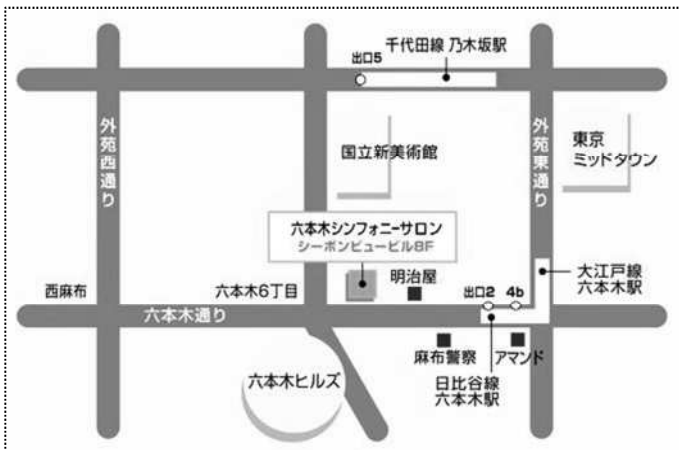 千代田線 乃木坂駅
出口5
外苑西通り
国立新美術館
外苑東通り
東京
ミッドタウン
六本木シンフォニーサロン
シーボンビュービル8F
大江戸線
六本木駅
西麻布
六本木6丁目
明治屋
出口2
4b
六本木通り
麻布警察
アマンド
六本木ヒルズ
日比谷線
六本木駅